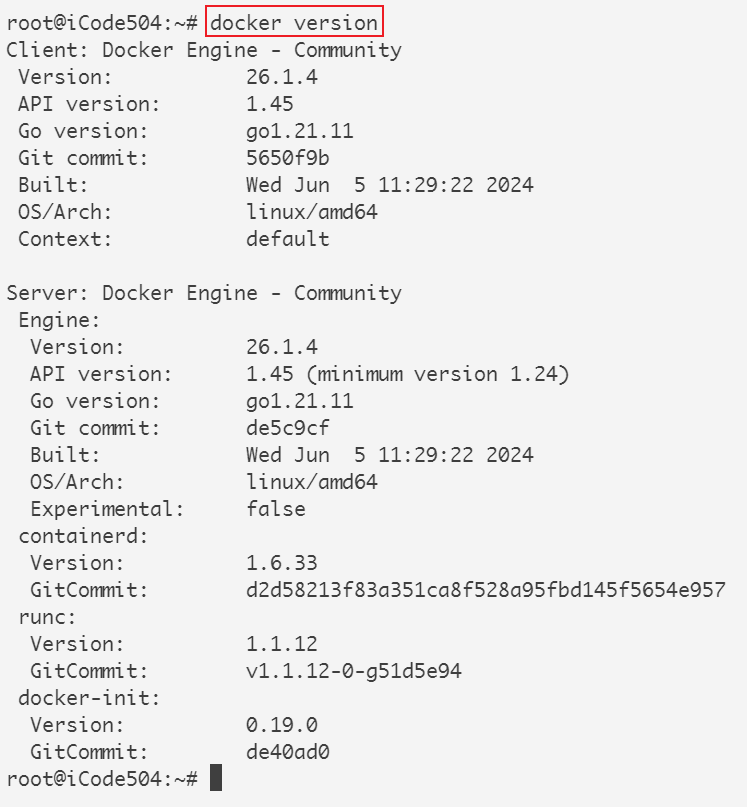 root@iCode504:~# docker version
Client: Docker Engine - Community
 Version:           26.1.4
 API version:       1.45
 Go version:        go1.21.11
 Git commit:        5650f9b
 Built:             Wed Jun  5 11:29:22 2024
 OS/Arch:           linux/amd64
 Context:           default

Server: Docker Engine - Community
 Engine:
  Version:          26.1.4
  API version:      1.45 (minimum version 1.24)
  Go version:       go1.21.11
  Git commit:       de5c9cf
  Built:            Wed Jun  5 11:29:22 2024
  OS/Arch:          linux/amd64
  Experimental:     false
 containerd:
  Version:          1.6.33
  GitCommit:        d2d58213f83a351ca8f528a95fbd145f5654e957
 runc:
  Version:          1.1.12
  GitCommit:        v1.1.12-0-g51d5e94
 docker-init:
  Version:          0.19.0
  GitCommit:        de40ad0
root@iCode504:~#